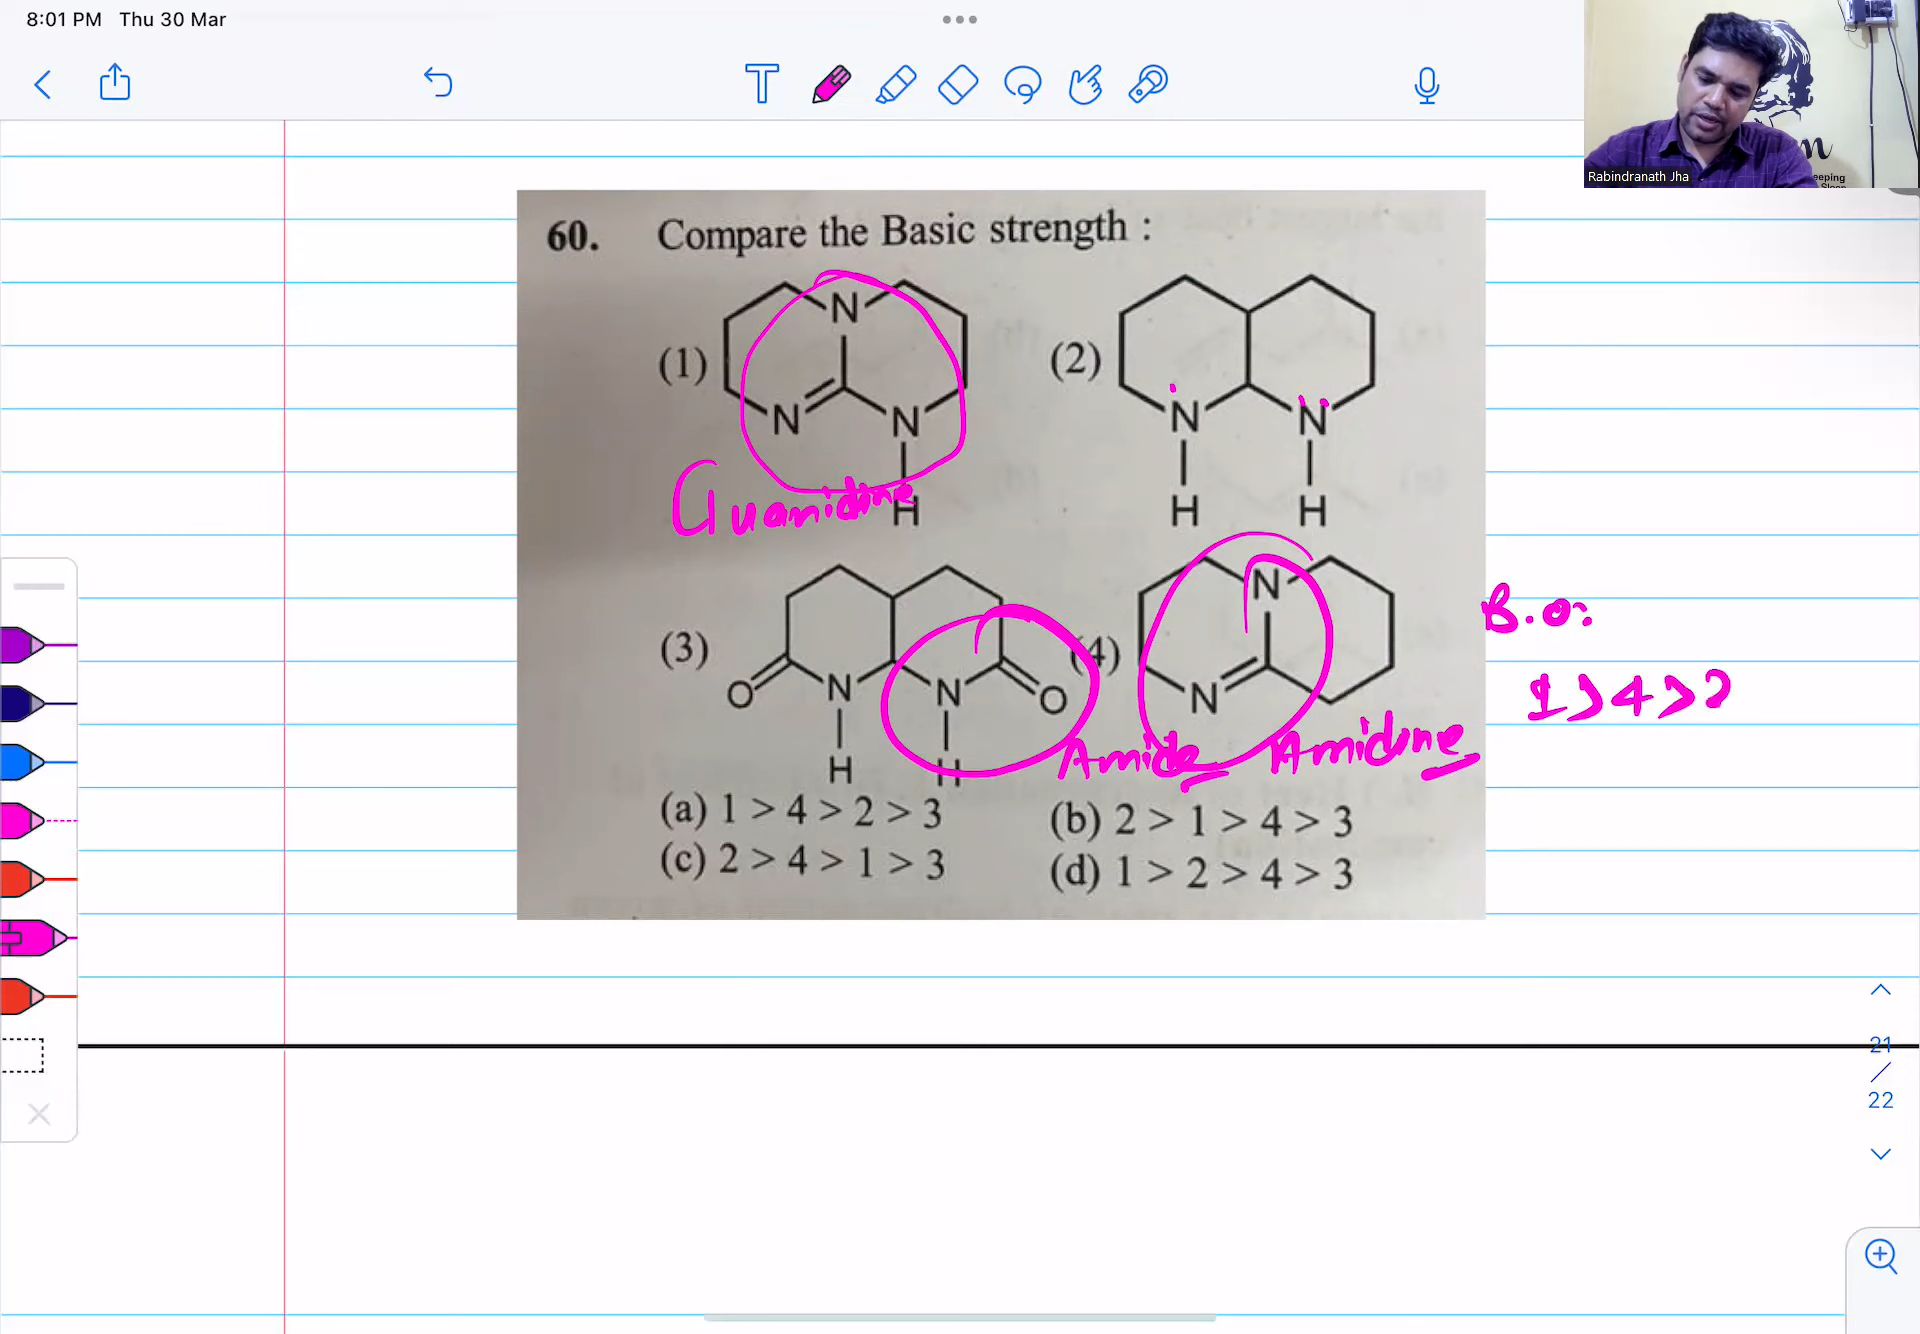 8:01 PM Thu 30 Mar
Rabindranath Jha
eeping
60. Compare the Basic strength :
(1) N N N H
(2) N N H H
Guanidine
(3) O N N O H H
(4) N N
B.O:
1 > 4 > 2
Amide Amidine
(a) 1 > 4 > 2 > 3 (b) 2 > 1 > 4 > 3
(c) 2 > 4 > 1 > 3 (d) 1 > 2 > 4 > 3
21
/
22